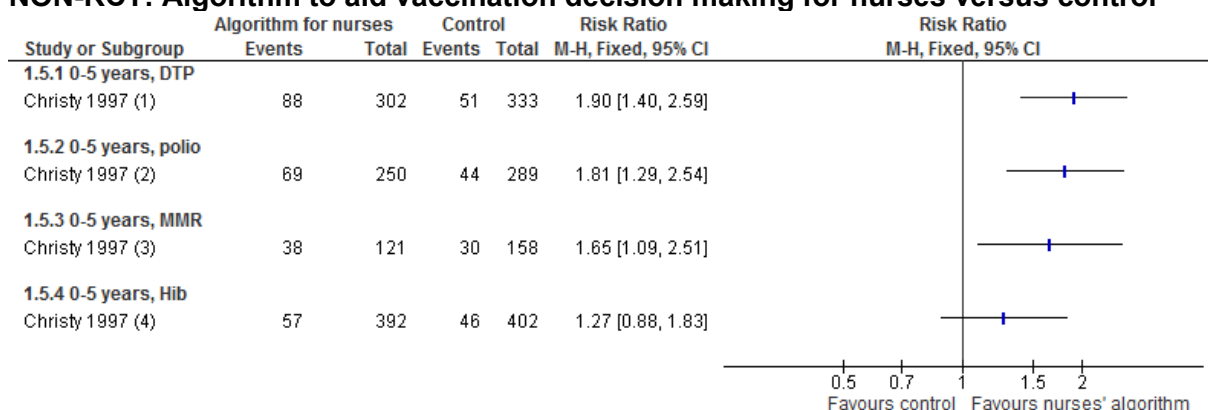 NON-RCT: Algorithm to aid vaccination decision making for nurses versus control
Algorithm for nurses Control Risk Ratio Risk Ratio
Study or Subgroup Events Total Events Total M-H, Fixed, 95% CI M-H, Fixed, 95% CI
1.5.1 0-5 years, DTP
Christy 1997 (1) 88 302 51 333 1.90 [1.40, 2.59]
1.5.2 0-5 years, polio
Christy 1997 (2) 69 250 44 289 1.81 [1.29, 2.54]
1.5.3 0-5 years, MMR
Christy 1997 (3) 38 121 30 158 1.65 [1.09, 2.51]
1.5.4 0-5 years, Hib
Christy 1997 (4) 57 392 46 402 1.27 [0.88, 1.83]
0.5 0.7 1 1.5 2
Favours control Favours nurses' algorithm